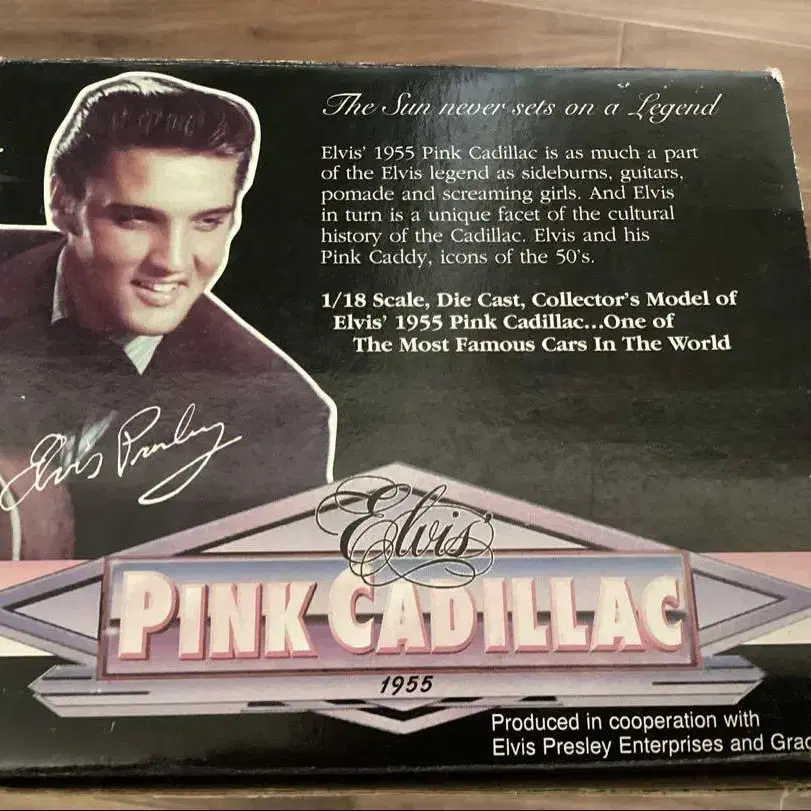 The Sun never sets on a Legend
Elvis' 1955 Pink Cadillac is as much a part
of the Elvis legend as sideburns, guitars,
pomade and screaming girls. And Elvis
in turn is a unique facet of the cultural
history of the Cadillac. Elvis and his
Pink Caddy, icons of the 50's.
1/18 Scale, Die Cast, Collector's Model of
Elvis' 1955 Pink Cadillac...One of
The Most Famous Cars In The World
Elvis Presley
Elvis'
PINK CADILLAC
1955
Produced in cooperation with
Elvis Presley Enterprises and